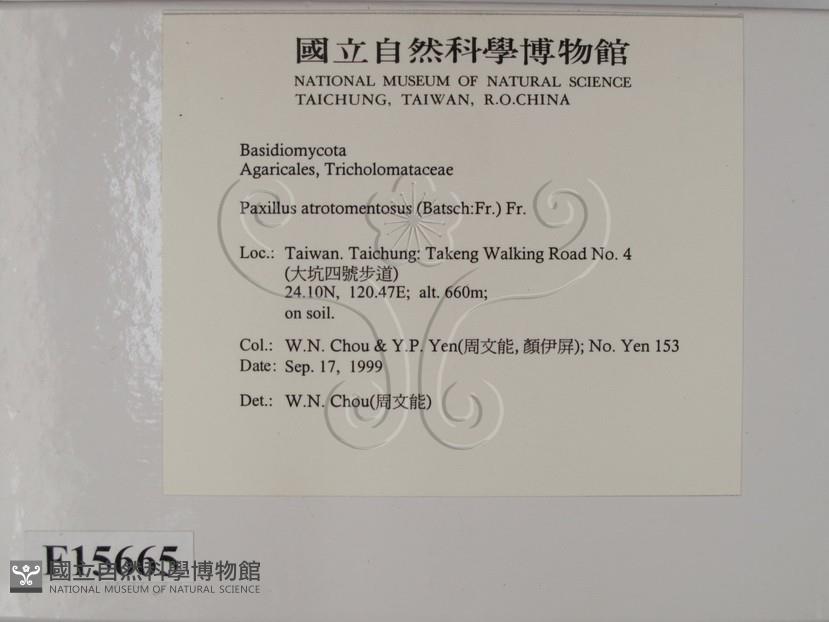 國立自然科學博物館
NATIONAL MUSEUM OF NATURAL SCIENCE
TAICHUNG, TAIWAN, R.O.CHINA
Basidiomycota
Agaricales, Tricholomataceae
Paxillus atrotomentosus (Batsch:Fr.) Fr.
Loc.: Taiwan. Taichung: Takeng Walking Road No. 4
(大坑四號步道)
24.10N, 120.47E; alt. 660m;
on soil.
Col.: W.N. Chou & Y.P. Yen(周文能, 顏伊屏); No. Yen 153
Date: Sep. 17, 1999
Det.: W.N. Chou(周文能)
F15665
國立自然科學博物館
NATIONAL MUSEUM OF NATURAL SCIENCE